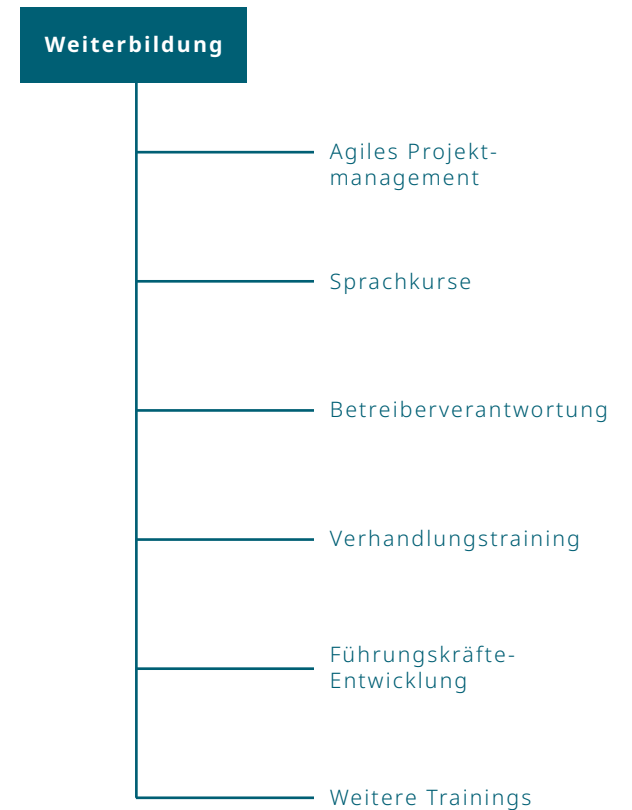 Weiterbildung
Agiles Projekt-
management
Sprachkurse
Betreiberverantwortung
Verhandlungstraining
Führungskräfte-
Entwicklung
Weitere Trainings